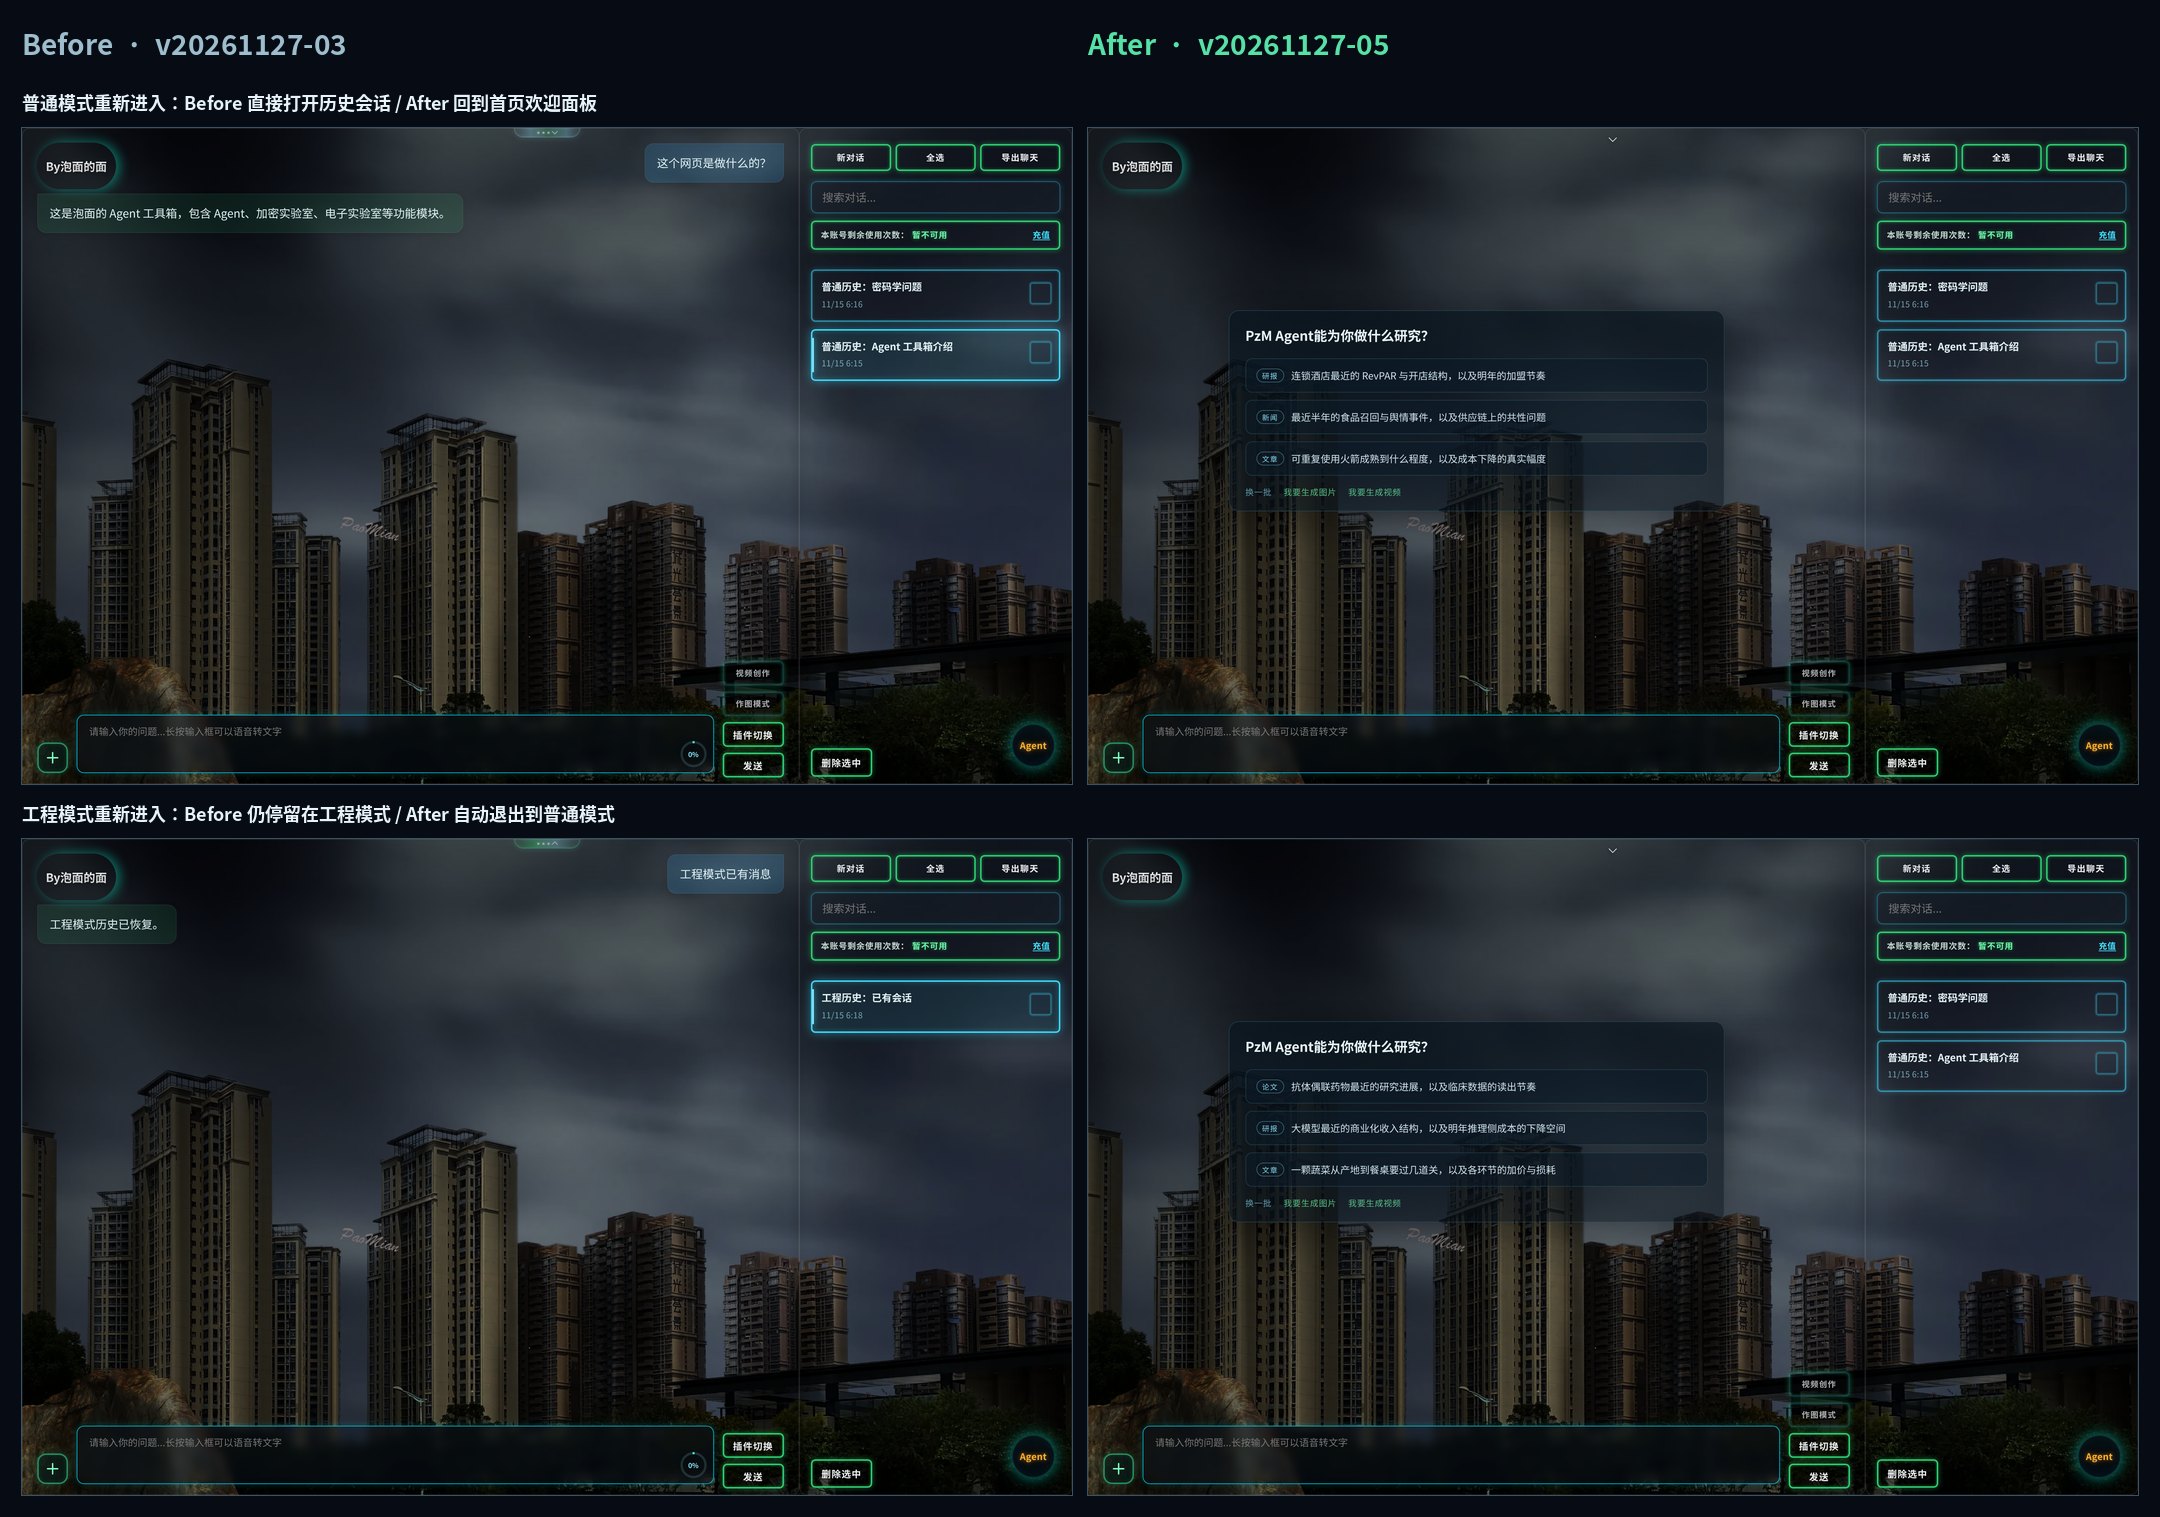 Before · v20261127-03
After · v20261127-05
普通模式重新进入：Before 直接打开历史会话 / After 回到首页欢迎面板
By泡面的面
这个网页是做什么的？
这是泡面的 Agent 工具箱，包含 Agent、加密实验室、电子实验室等功能模块。
新对话
全选
导出聊天
搜索对话...
本账号剩余使用次数： 暂不可用
充值
普通历史：密码学问题
11/15 6:16
普通历史：Agent 工具箱介绍
11/15 6:15
PaoMian
视频创作
作图模式
请输入你的问题...长按输入框可以语音转文字
0%
插件切换
发送
删除选中
Agent
By泡面的面
新对话
全选
导出聊天
搜索对话...
本账号剩余使用次数： 暂不可用
充值
普通历史：密码学问题
11/15 6:16
普通历史：Agent 工具箱介绍
11/15 6:15
PzM Agent能为你做什么研究？
研报 连锁酒店最近的 RevPAR 与开店结构，以及明年的加盟节奏
新闻 最近半年的食品召回与舆情事件，以及供应链上的共性问题
文章 可重复使用火箭成熟到什么程度，以及成本下降的真实幅度
换一批 我要生成图片 我要生成视频
PaoMian
视频创作
作图模式
请输入你的问题...长按输入框可以语音转文字
插件切换
发送
删除选中
Agent
工程模式重新进入：Before 仍停留在工程模式 / After 自动退出到普通模式
By泡面的面
工程模式已有消息
工程模式历史已恢复。
新对话
全选
导出聊天
搜索对话...
本账号剩余使用次数： 暂不可用
充值
工程历史：已有会话
11/15 6:18
PaoMian
请输入你的问题...长按输入框可以语音转文字
0%
插件切换
发送
删除选中
Agent
By泡面的面
新对话
全选
导出聊天
搜索对话...
本账号剩余使用次数： 暂不可用
充值
普通历史：密码学问题
11/15 6:16
普通历史：Agent 工具箱介绍
11/15 6:15
PzM Agent能为你做什么研究？
论文 抗体偶联药物最近的研究进展，以及临床数据的读出节奏
研报 大模型最近的商业化收入结构，以及明年推理侧成本的下降空间
文章 一颗蔬菜从产地到餐桌要过几道关，以及各环节的加价与损耗
换一批 我要生成图片 我要生成视频
PaoMian
视频创作
作图模式
请输入你的问题...长按输入框可以语音转文字
插件切换
发送
删除选中
Agent